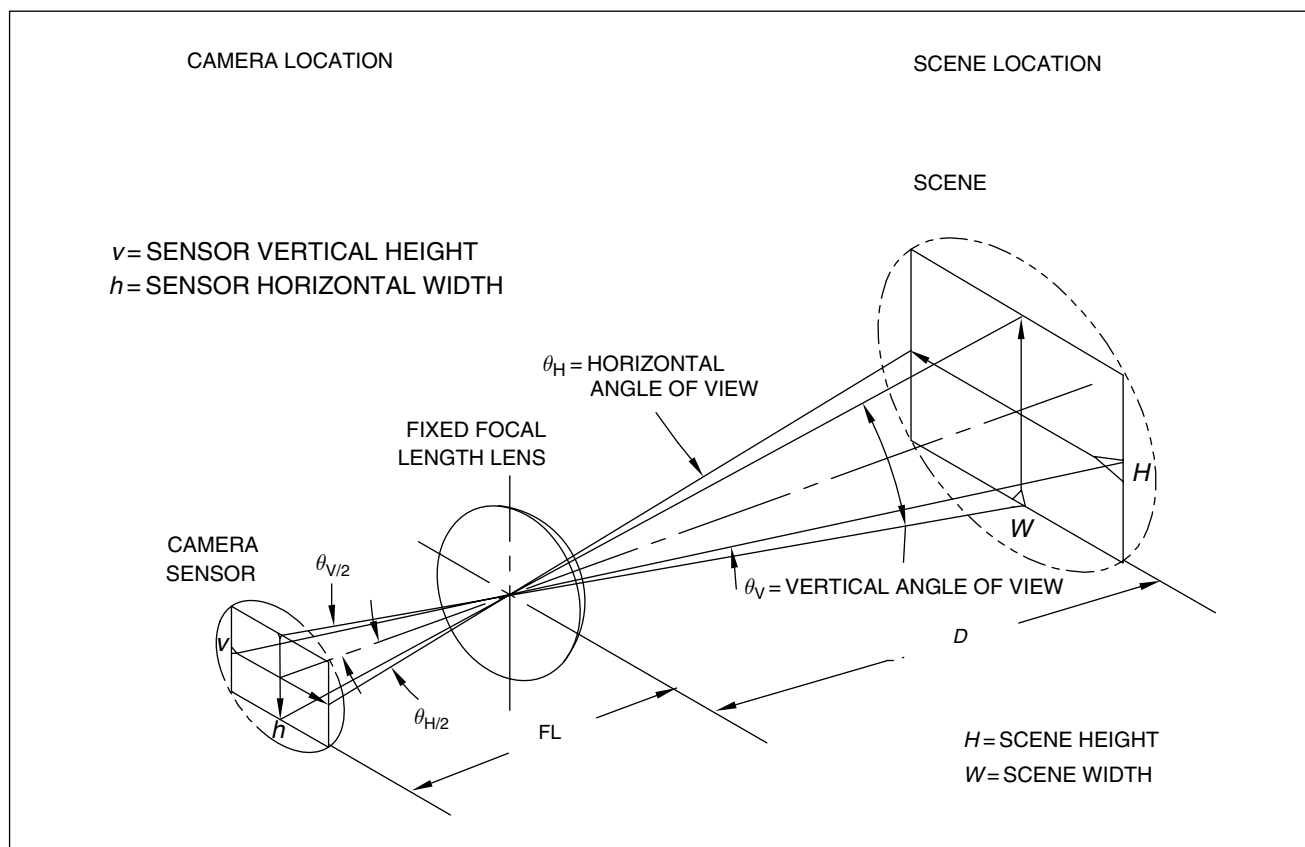 CAMERA LOCATION
SCENE LOCATION
SCENE
v = SENSOR VERTICAL HEIGHT
h = SENSOR HORIZONTAL WIDTH
θH = HORIZONTAL
ANGLE OF VIEW
FIXED FOCAL
LENGTH LENS
H
W
CAMERA
SENSOR
θV/2
θV = VERTICAL ANGLE OF VIEW
v
D
h
θH/2
FL
H = SCENE HEIGHT
W = SCENE WIDTH